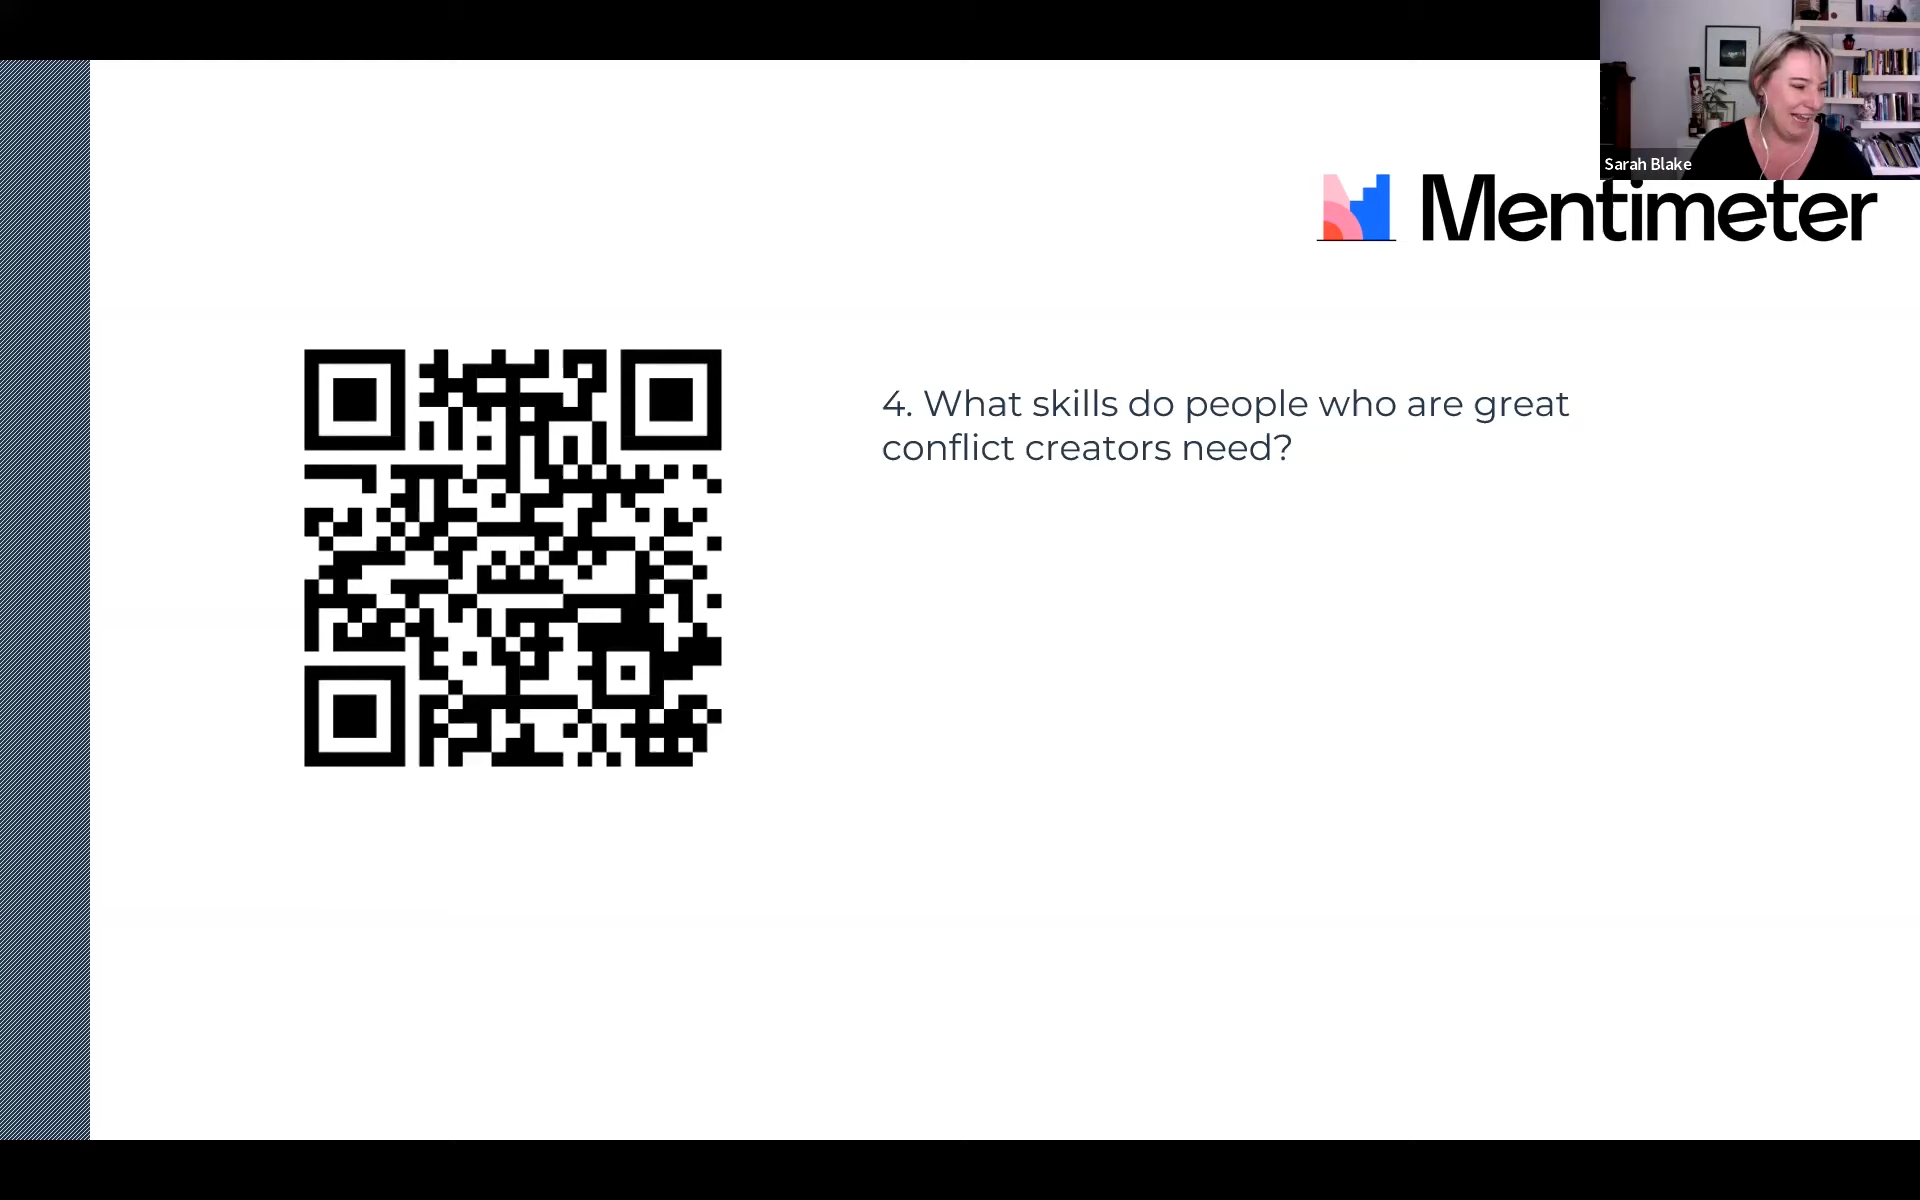 Sarah Blake
Mentimeter
4. What skills do people who are great
conflict creators need?